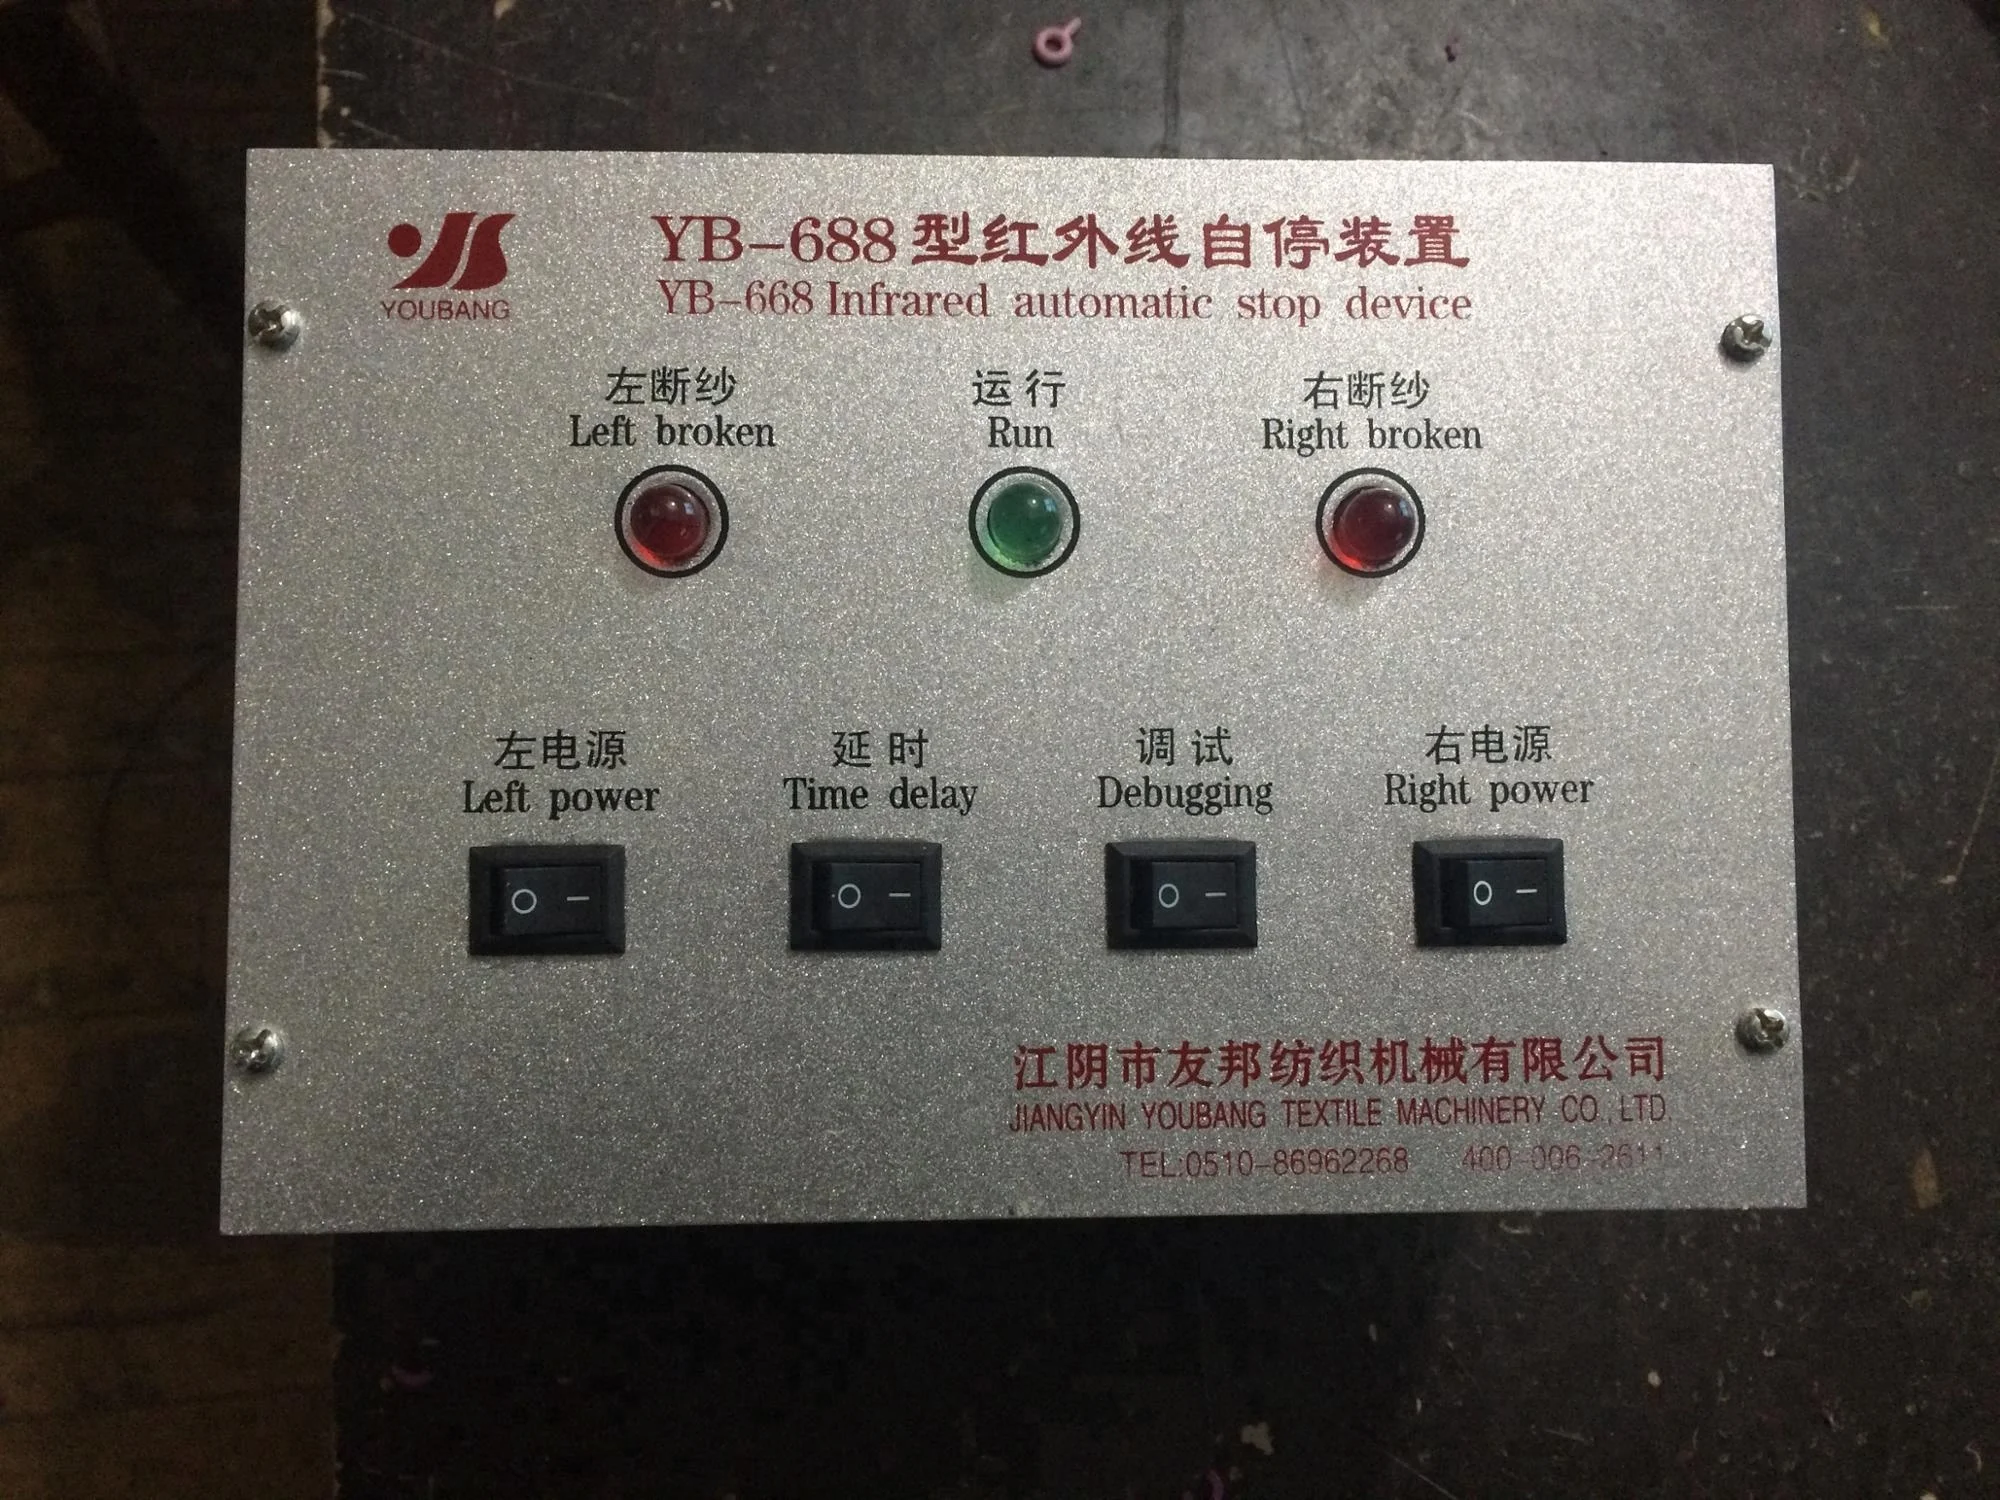 YB-688型红外线自停装置
YOUBANG
YB-668 Infrared automatic stop device
左断纱 运行 右断纱
Left broken Run Right broken
左电源 延时 调试 右电源
Left power Time delay Debugging Right power
O — O — O — O —
江阴市友邦纺织机械有限公司
JIANGYIN YOUBANG TEXTILE MACHINERY CO.,LTD.
TEL:0510-86962268 400-006-2611